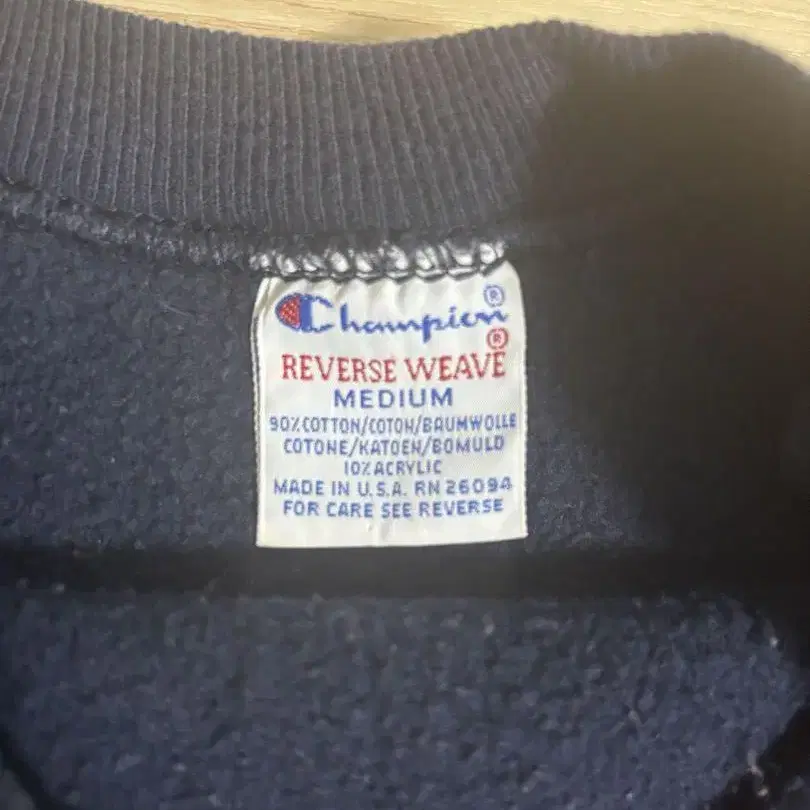 Champion®
REVERSE WEAVE®
MEDIUM
90% COTTON/COTON/BAUMWOLLE
COTONE/KATOEN/BOMULD
10% ACRYLIC
MADE IN U.S.A. RN 26094
FOR CARE SEE REVERSE